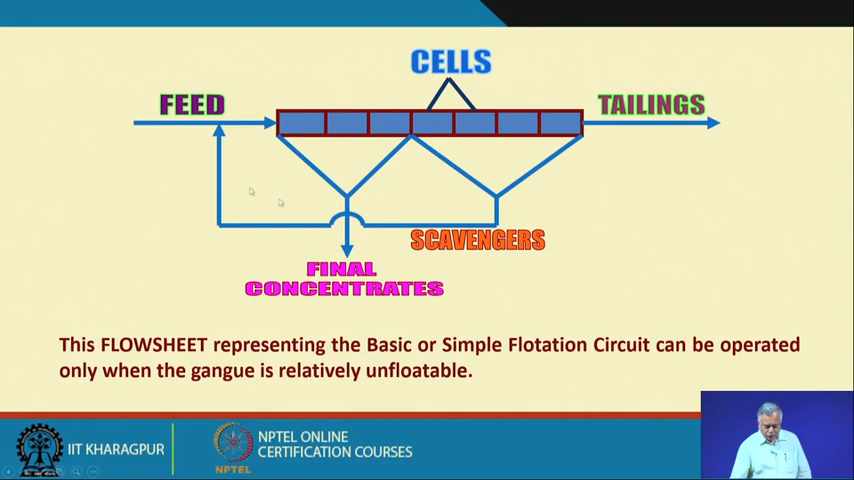 CELLS
FEED
TAILINGS
SCAVENGERS
FINAL
CONCENTRATES
This FLOWSHEET representing the Basic or Simple Flotation Circuit can be operated
only when the gangue is relatively unfloatable.
IIT KHARAGPUR
NPTEL
NPTEL ONLINE
CERTIFICATION COURSES